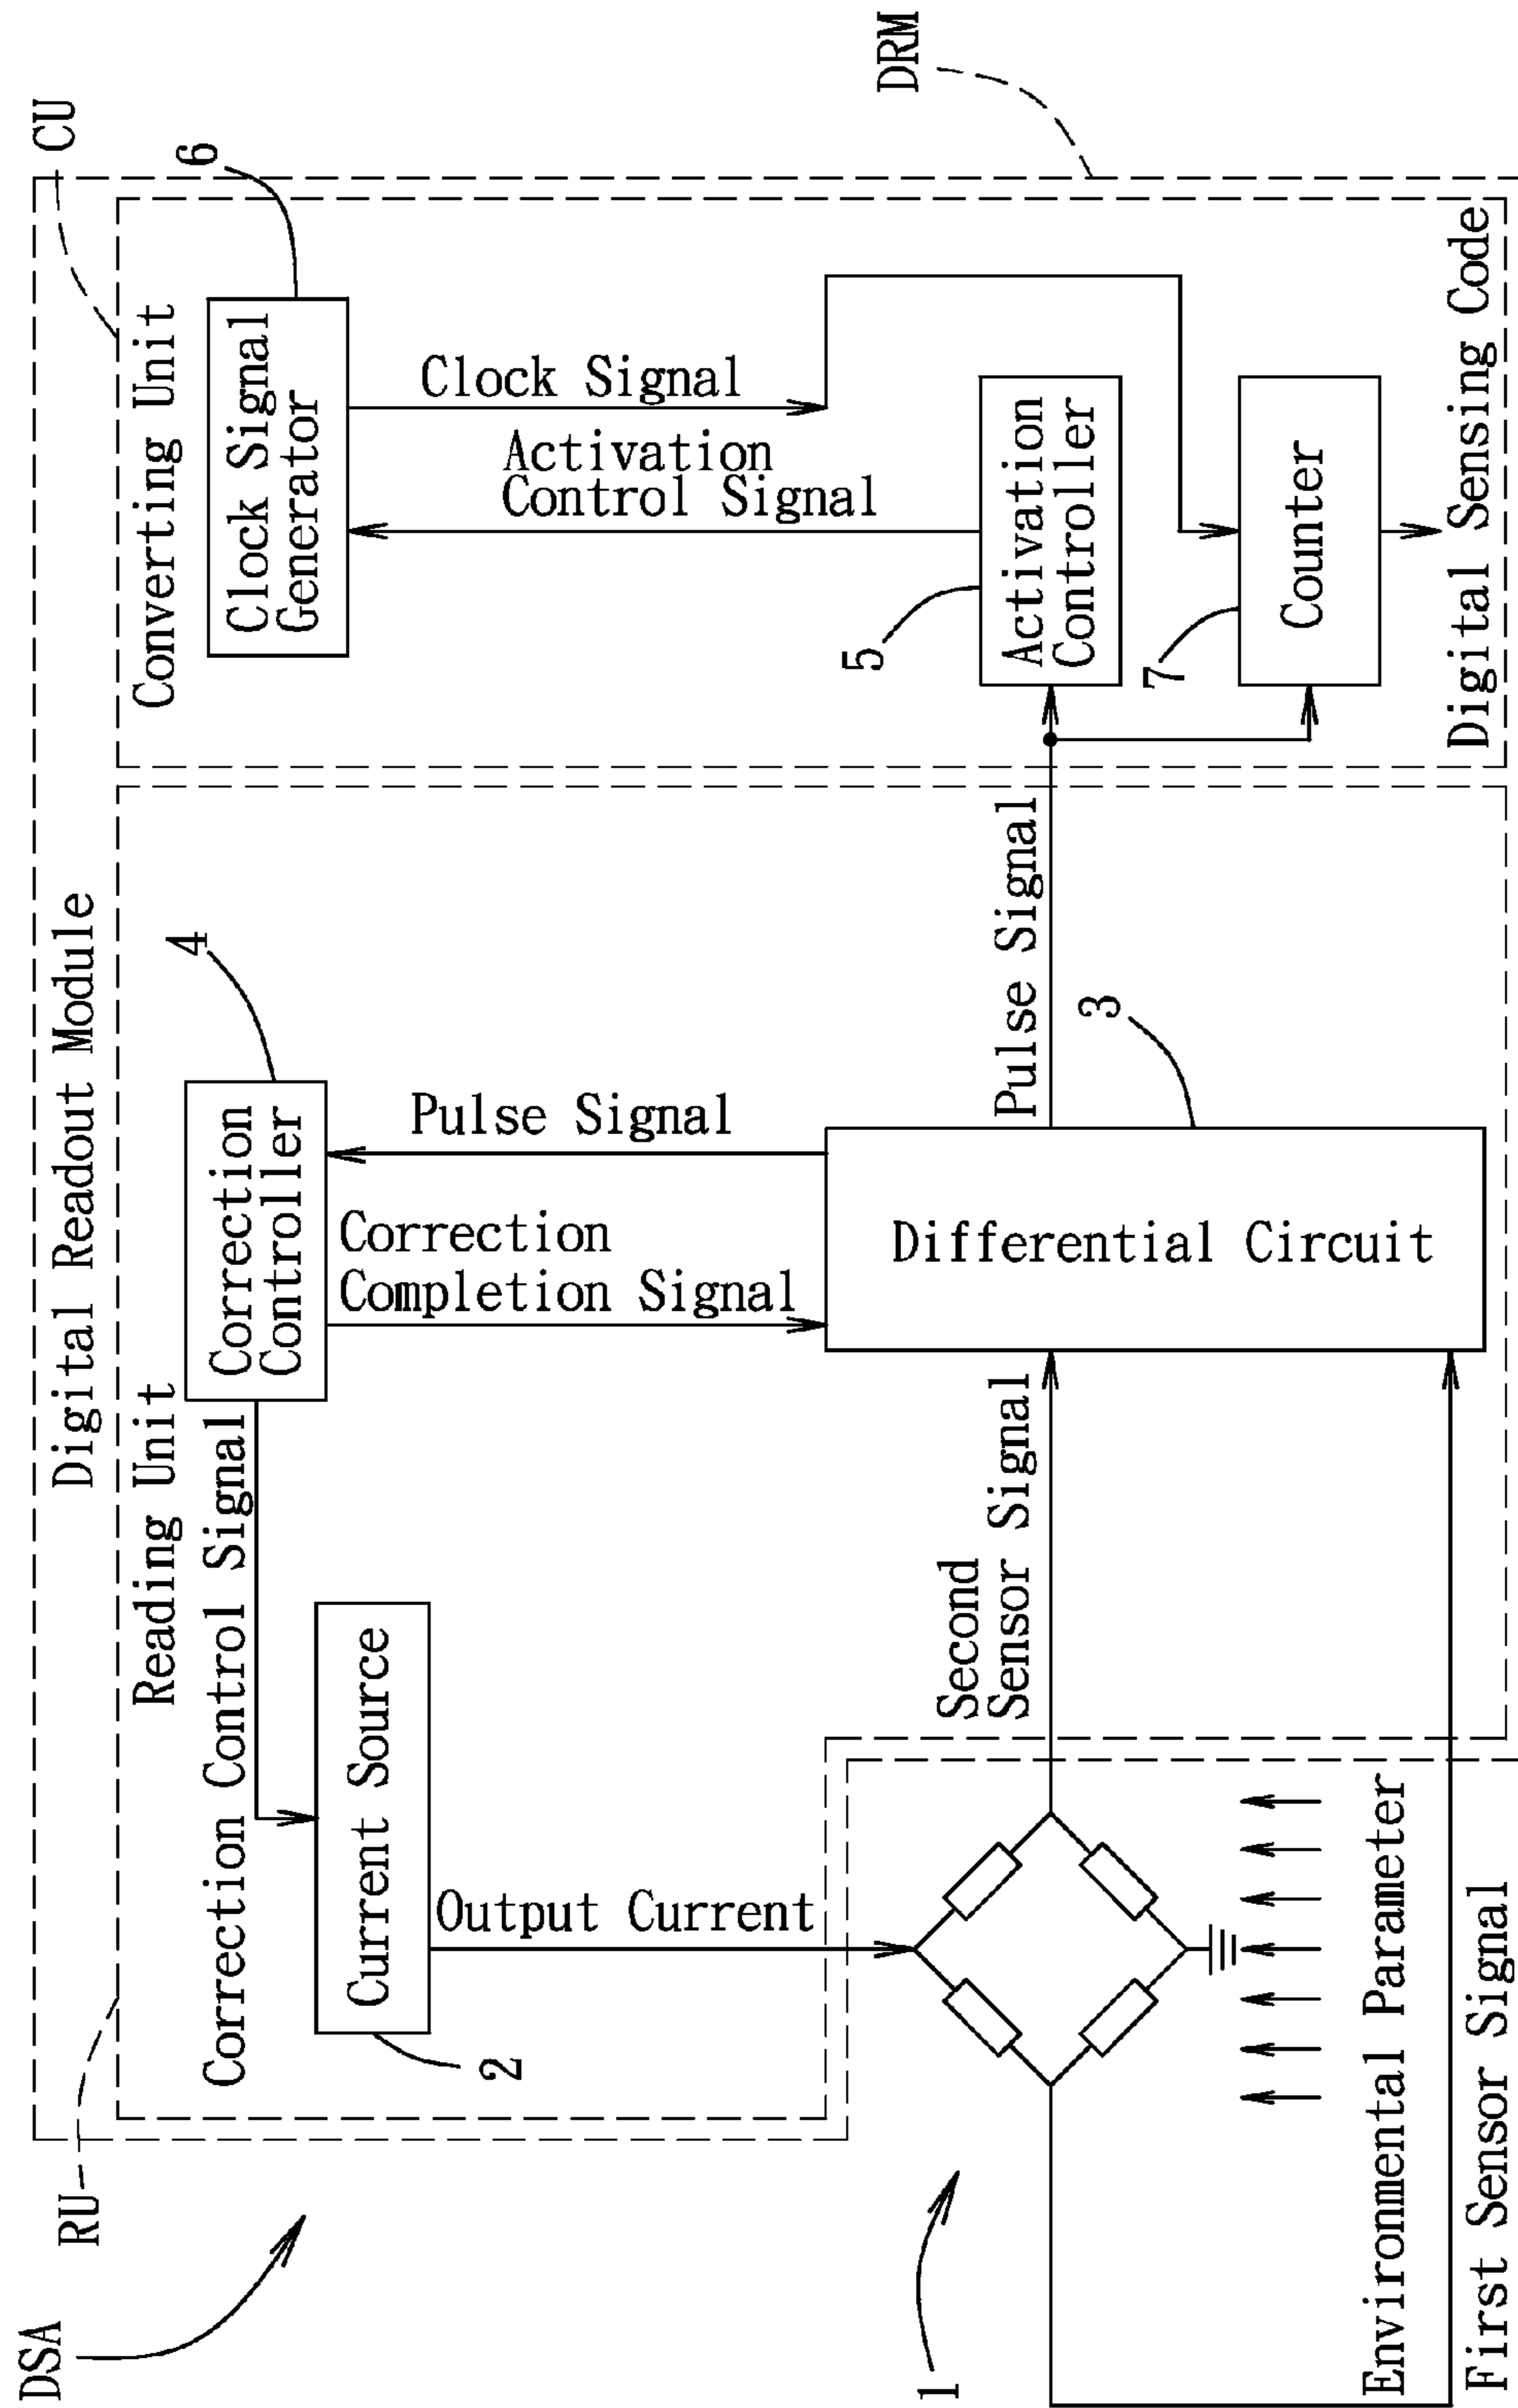 DSA
RU
Digital Readout Module
CU
Reading Unit
Converting Unit
Correction Control Signal
Correction
Controller
4
Clock Signal
Generator
6
Current Source
2
Output Current
Correction
Completion Signal
Pulse Signal
Clock Signal
Activation
Control Signal
DRM
1
Second
Sensor Signal
Differential Circuit
3
Pulse Signal
5
Activation
Controller
7
Counter
Environmental Parameter
First Sensor Signal
Digital Sensing Code